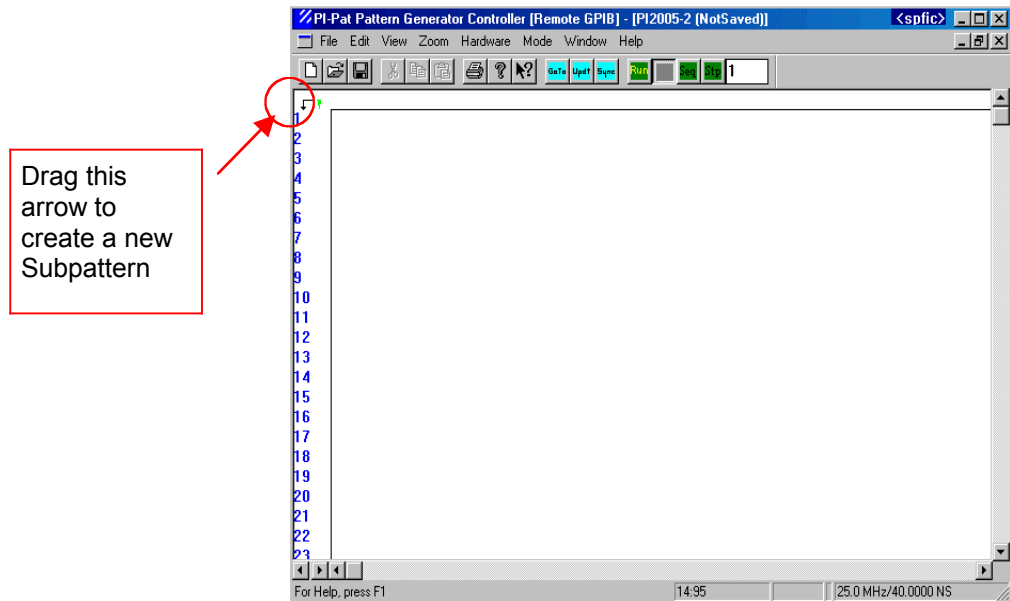 PI-Pat Pattern Generator Controller [Remote GPIB] - [PI2005-2 (NotSaved)] <spfic>
File Edit View Zoom Hardware Mode Window Help
GoTo Updt Sync Run Seq Stp 1
Drag this
arrow to
create a new
Subpattern
1
2
3
4
5
6
7
8
9
10
11
12
13
14
15
16
17
18
19
20
21
22
23
For Help, press F1 14:95 25.0 MHz/40.0000 NS